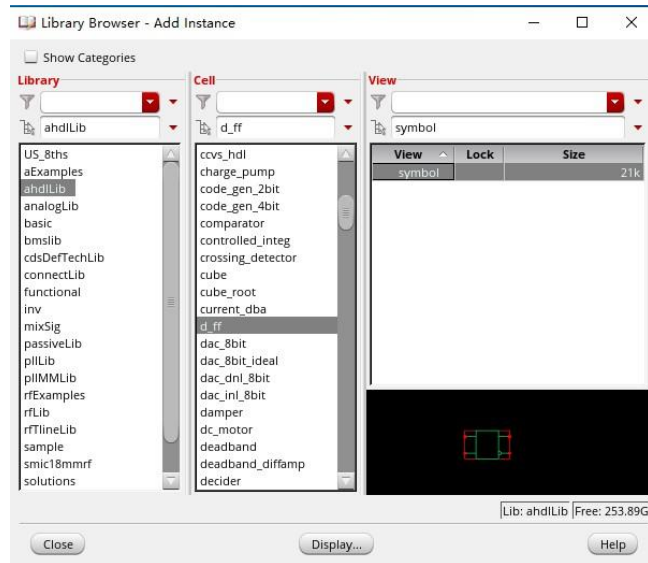 Library Browser - Add Instance
Show Categories
Library
ahdlLib
US_8ths
aExamples
ahdlLib
analogLib
basic
bmslib
cdsDefTechLib
connectLib
functional
inv
mixSig
passiveLib
pllLib
pllMMLib
rfExamples
rfLib
rfTlineLib
sample
smic18mmrf
solutions
Cell
d_ff
ccvs_hdl
charge_pump
code_gen_2bit
code_gen_4bit
comparator
controlled_integ
crossing_detector
cube
cube_root
current_dba
d_ff
dac_8bit
dac_8bit_ideal
dac_dnl_8bit
dac_inl_8bit
damper
dc_motor
deadband
deadband_diffamp
decider
View
symbol
View Lock Size
symbol 21k
Lib: ahdlLib Free: 253.89G
Close Display... Help